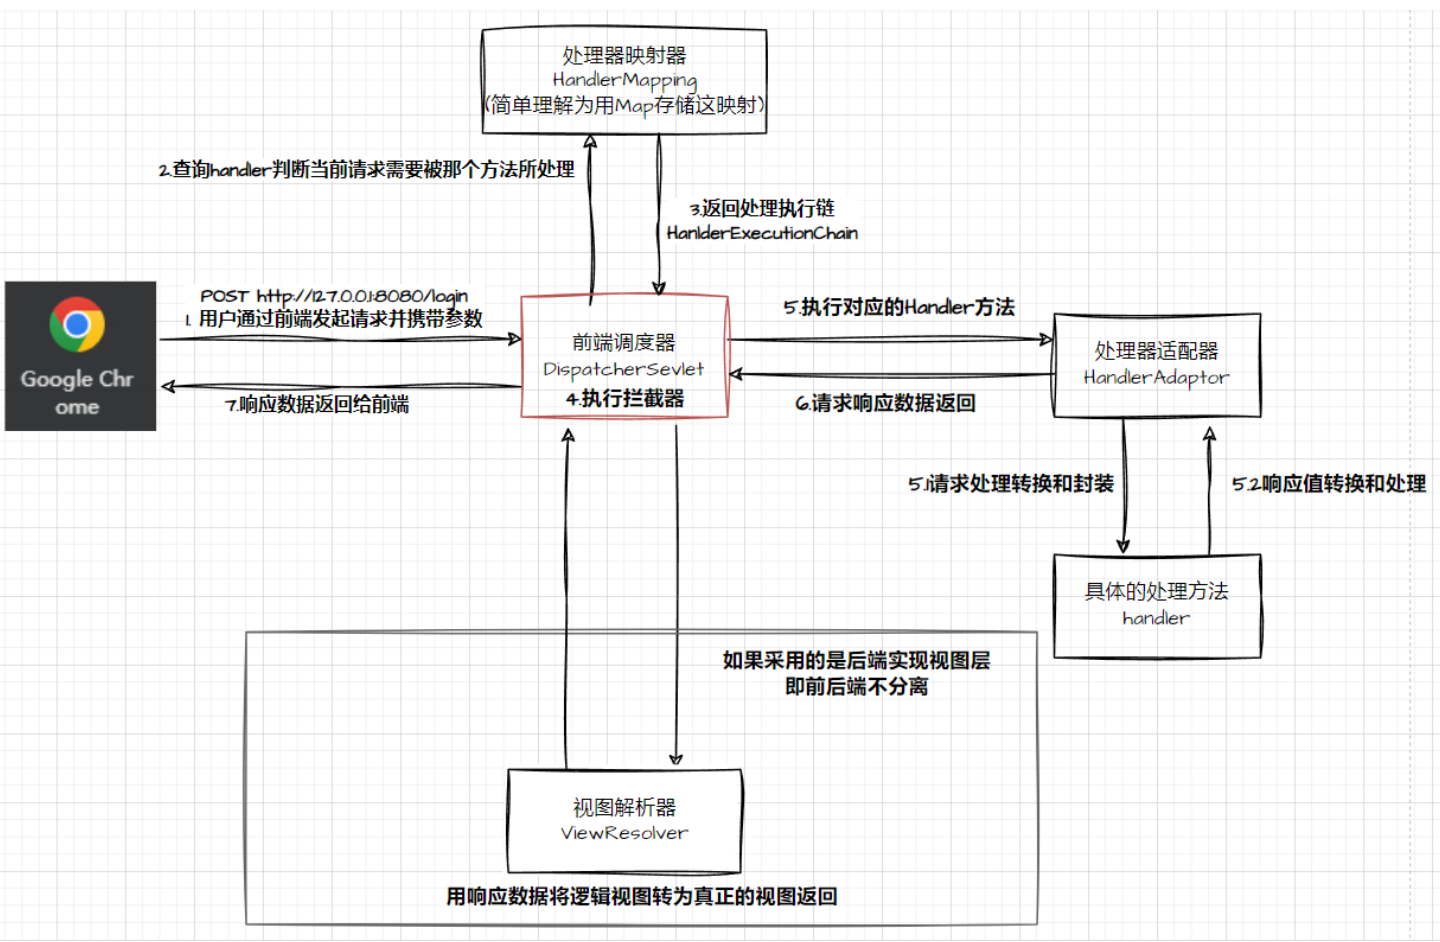 处理器映射器
HandlerMapping
(简单理解为用Map存储这映射)
2.查询handler判断当前请求需要被那个方法所处理
3.返回处理执行链
HanlderExecutionChain
POST http://127.0.0.1:8080/login
1. 用户通过前端发起请求并携带参数
Google Chr
ome
7.响应数据返回给前端
前端调度器
DispatcherSevlet
4.执行拦截器
5.执行对应的Handler方法
6.请求响应数据返回
处理器适配器
HandlerAdaptor
5.1请求处理转换和封装
5.2响应值转换和处理
具体的处理方法
handler
如果采用的是后端实现视图层
即前后端不分离
视图解析器
ViewResolver
用响应数据将逻辑视图转为真正的视图返回